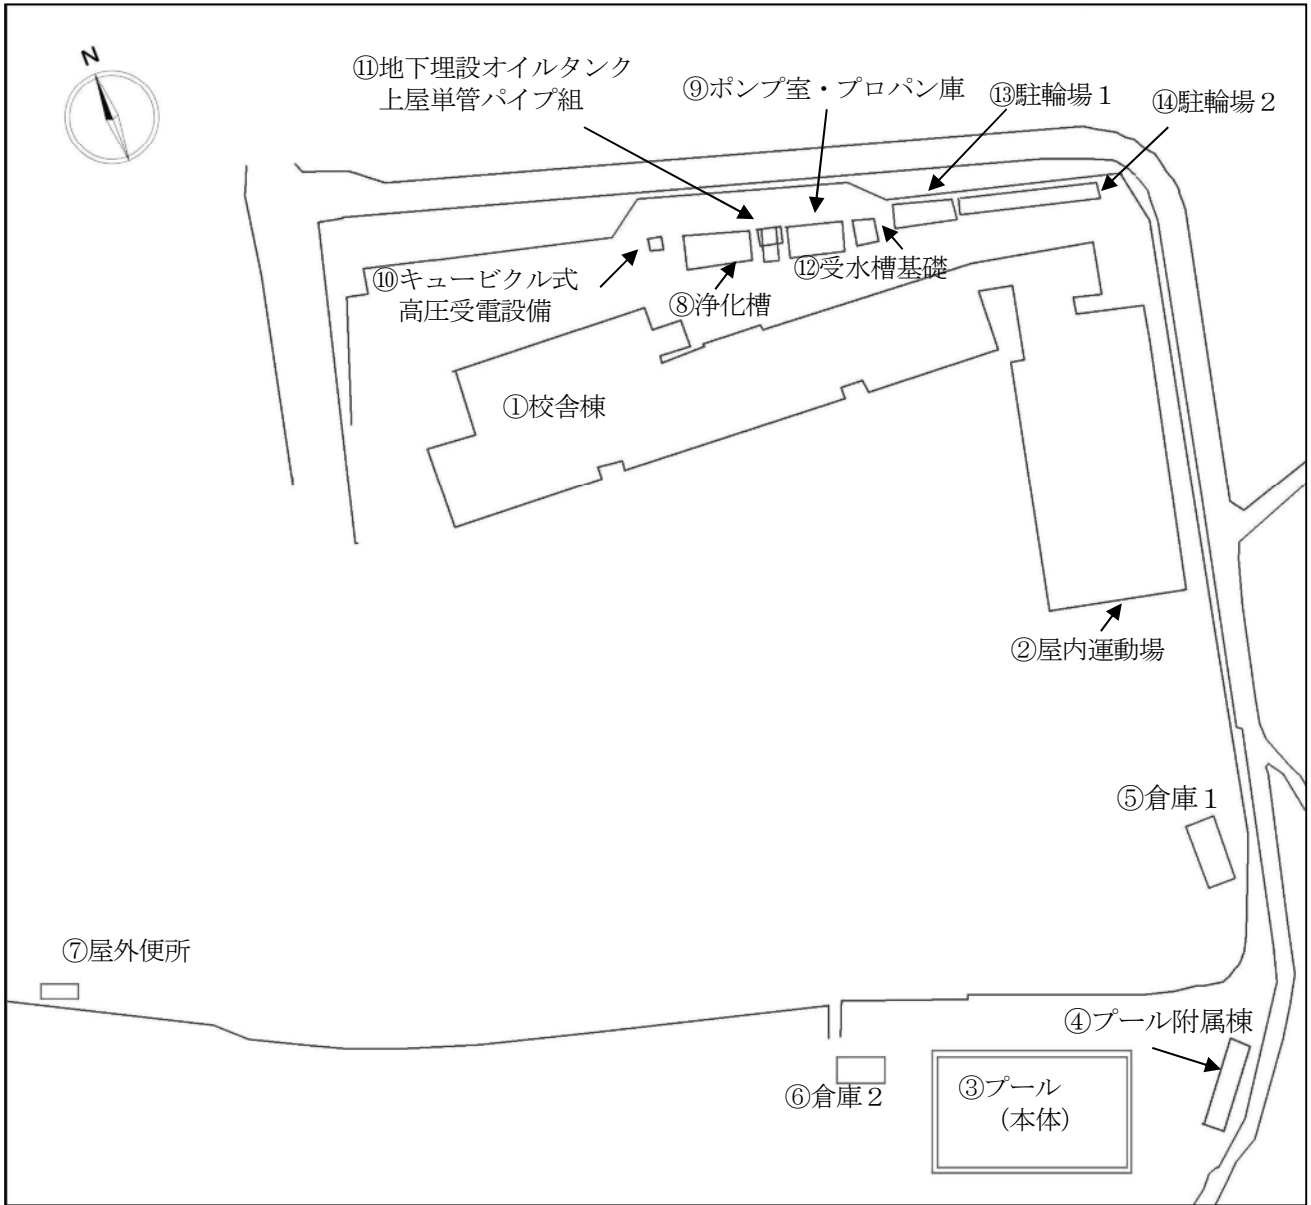 N
⑪地下埋設オイルタンク
上屋単管パイプ組
⑨ポンプ室・プロパン庫
⑬駐輪場１
⑭駐輪場２
⑩キュービクル式
高圧受電設備
⑧浄化槽
⑫受水槽基礎
①校舎棟
②屋内運動場
⑤倉庫１
⑦屋外便所
④プール附属棟
⑥倉庫２
③プール
（本体）